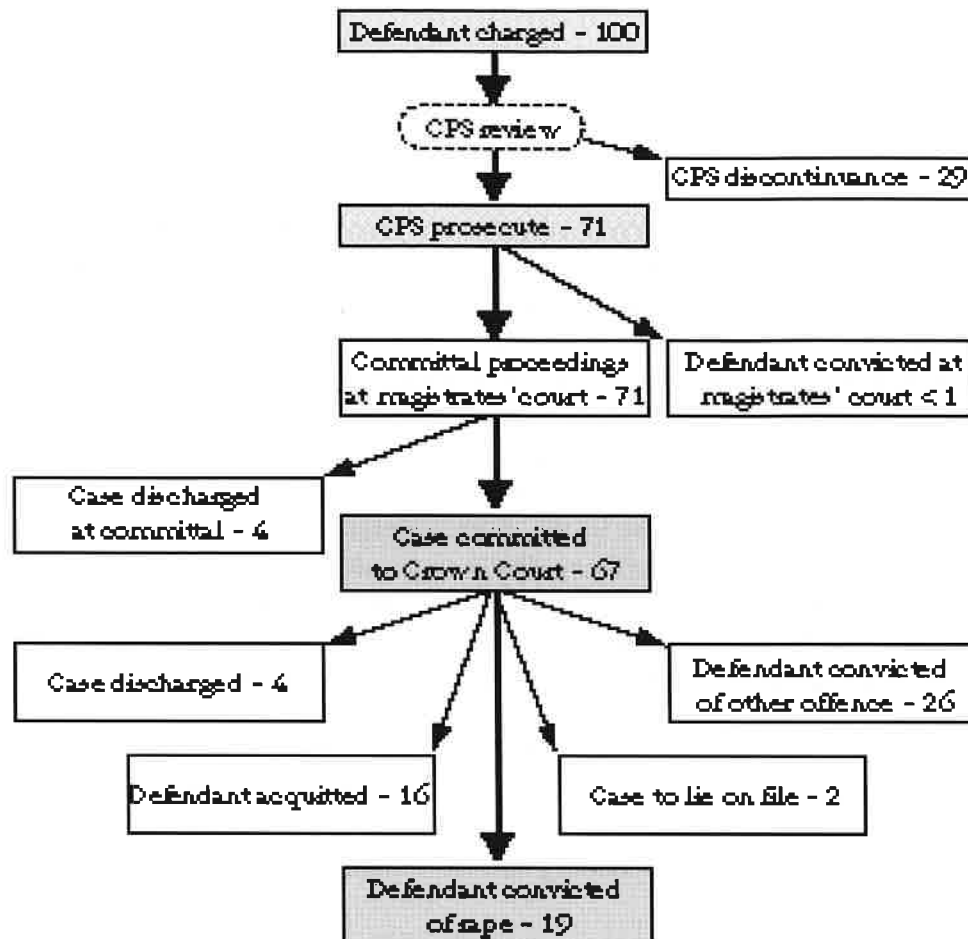 Defendant charged - 100
CPS review
CPS discontinuance - 29
CPS prosecute - 71
Committal proceedings
at magistrates' court - 71
Defendant convicted at
magistrates' court < 1
Case discharged
at committal - 4
Case committed
to Crown Court - 67
Case discharged - 4
Defendant convicted
of other offence - 26
Defendant acquitted - 16
Case to lie on file - 2
Defendant convicted
of rape - 19